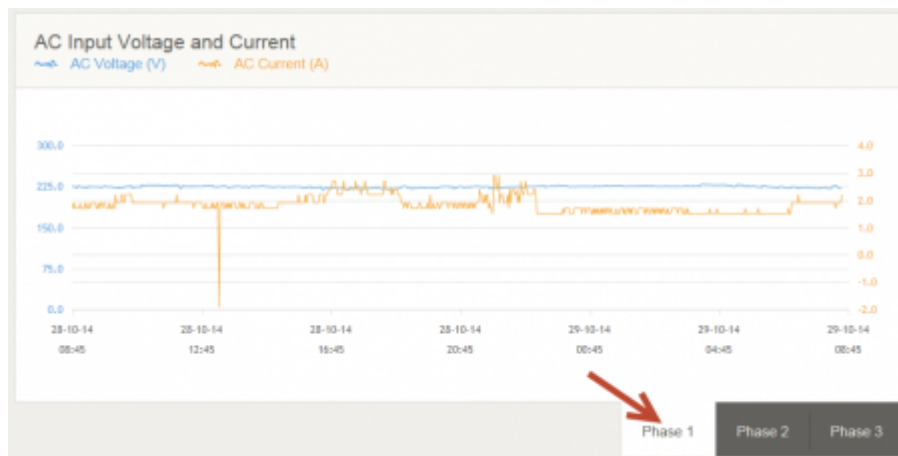 AC Input Voltage and Current
AC Voltage (V) AC Current (A)
300.0 4.0
3.0
225.0 2.0
150.0 1.0
0.0
75.0 -1.0
0.0 -2.0
28-10-14 28-10-14 28-10-14 28-10-14 29-10-14 29-10-14 29-10-14
08:45 12:45 16:45 20:45 00:45 04:45 08:45
Phase 1 Phase 2 Phase 3